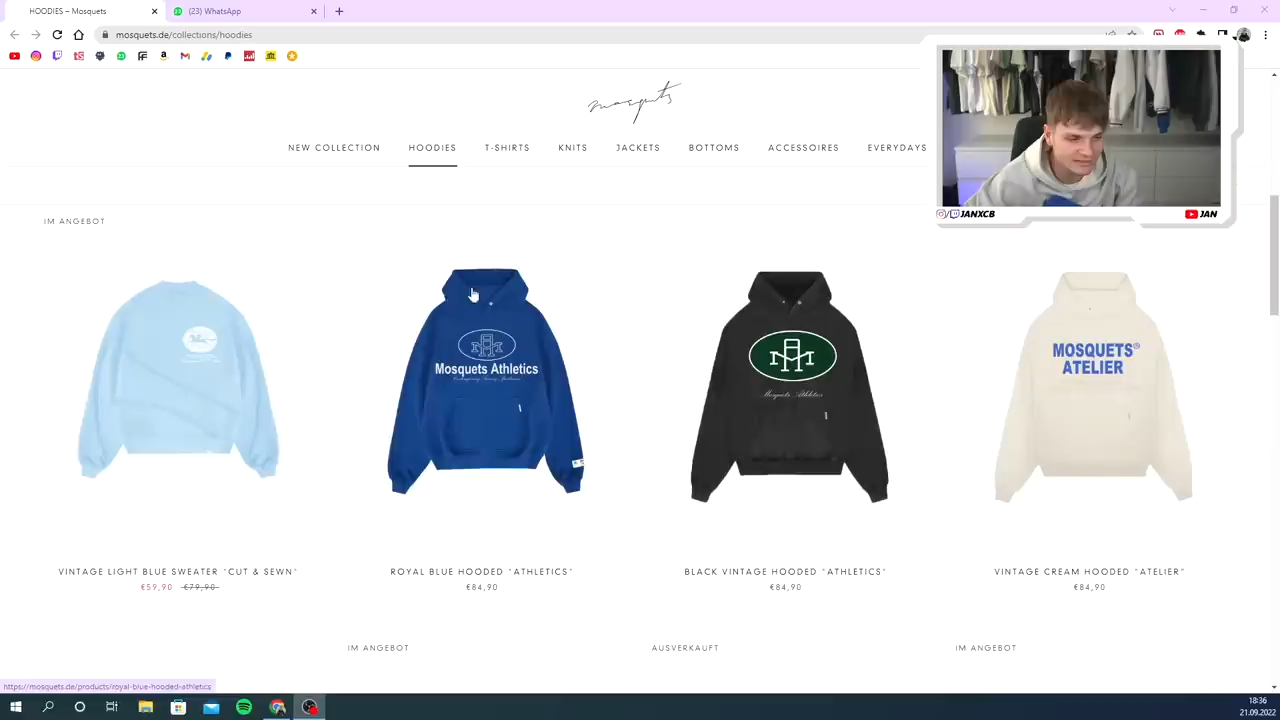 HOODIES – Mosquets
(23) WhatsApp
mosquets.de/collections/hoodies
mosquets
NEW COLLECTION HOODIES T-SHIRTS KNITS JACKETS BOTTOMS ACCESSOIRES EVERYDAYS
JANXCB
JAN
IM ANGEBOT
Mosquets Athletics
Mosquets Athletics
MOSQUETS®
ATELIER
VINTAGE LIGHT BLUE SWEATER "CUT & SEWN"
€59,90 €79,90
ROYAL BLUE HOODED "ATHLETICS"
€84,90
BLACK VINTAGE HOODED "ATHLETICS"
€84,90
VINTAGE CREAM HOODED "ATELIER"
€84,90
IM ANGEBOT
AUSVERKAUFT
IM ANGEBOT
https://mosquets.de/products/royal-blue-hooded-athletics
18:36
21.09.2022